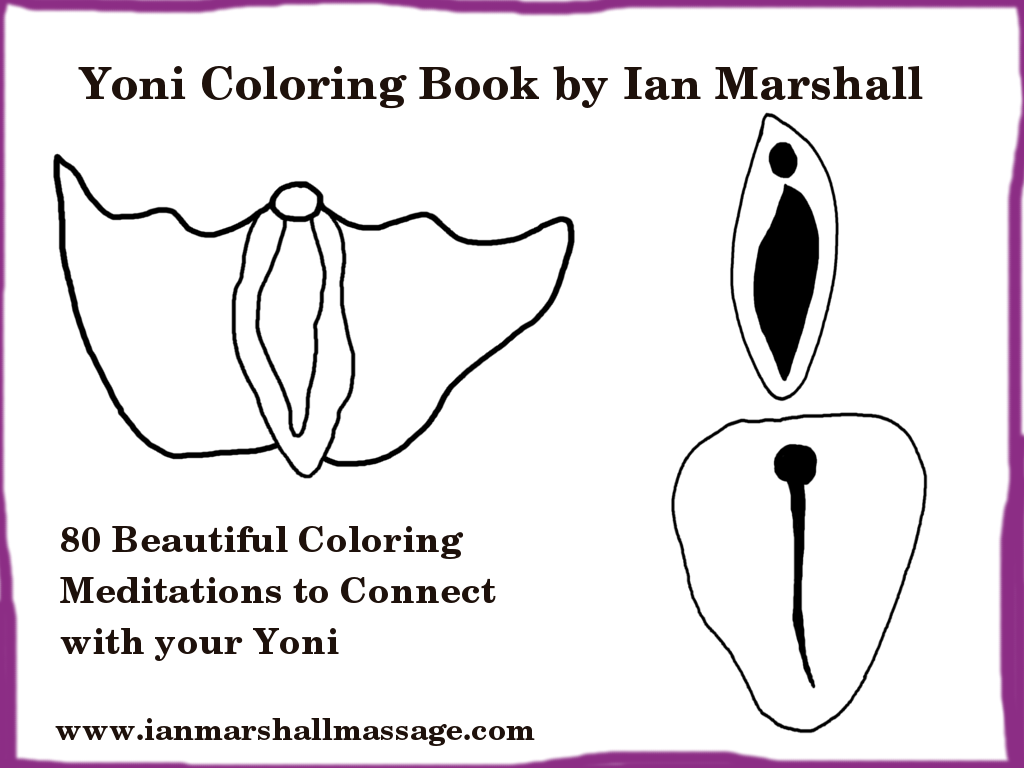 Yoni Coloring Book by Ian Marshall
80 Beautiful Coloring
Meditations to Connect
with your Yoni
www.ianmarshallmassage.com